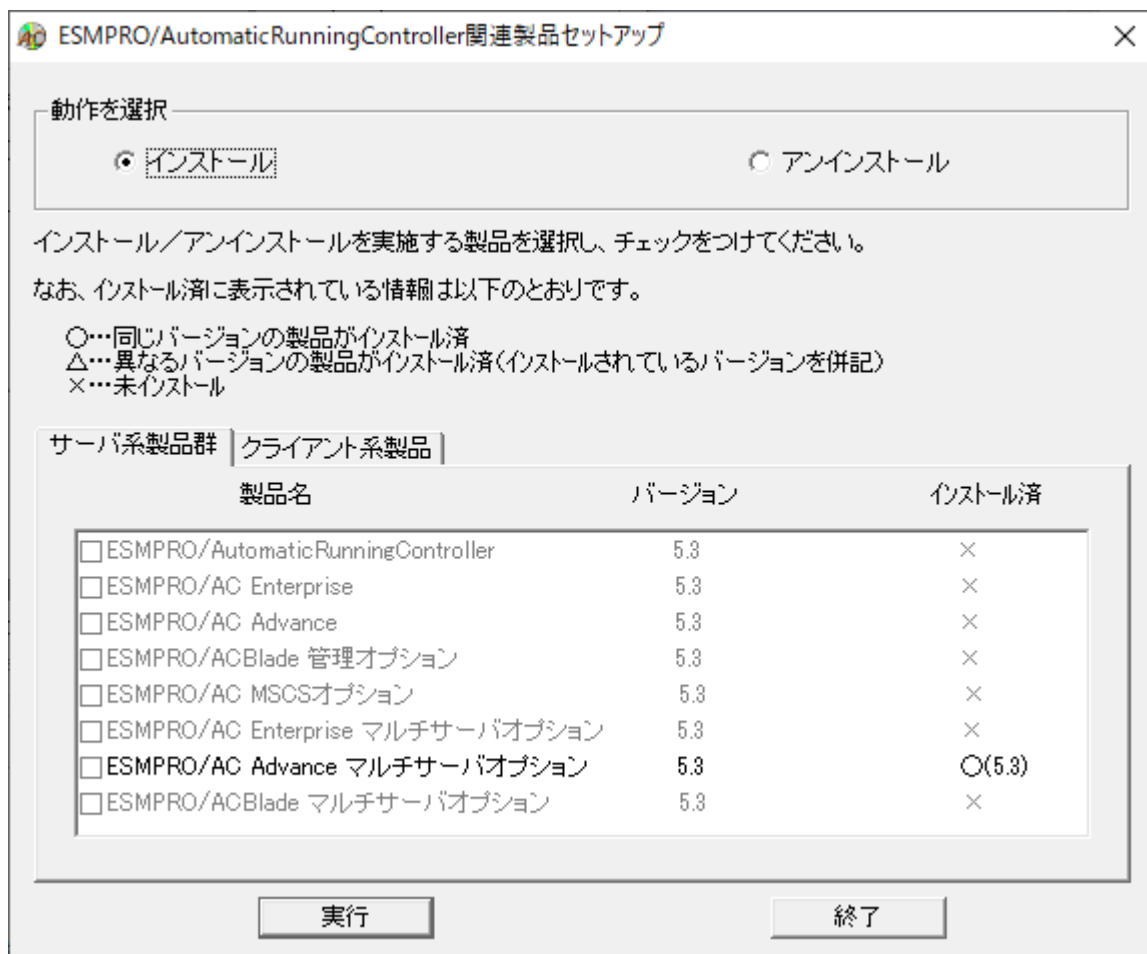 ESMPRO/AutomaticRunningController関連製品セットアップ
動作を選択
インストール
アンインストール
インストール／アンインストールを実施する製品を選択し、チェックをつけてください。
なお、インストール済に表示されている情報は以下のとおりです。
○…同じバージョンの製品がインストール済
△…異なるバージョンの製品がインストール済(インストールされているバージョンを併記)
×…未インストール
サーバ系製品群 クライアント系製品
製品名 バージョン インストール済
ESMPRO/AutomaticRunningController 5.3 ×
ESMPRO/AC Enterprise 5.3 ×
ESMPRO/AC Advance 5.3 ×
ESMPRO/ACBlade 管理オプション 5.3 ×
ESMPRO/AC MSCSオプション 5.3 ×
ESMPRO/AC Enterprise マルチサーバオプション 5.3 ×
ESMPRO/AC Advance マルチサーバオプション 5.3 ○(5.3)
ESMPRO/ACBlade マルチサーバオプション 5.3 ×
実行 終了